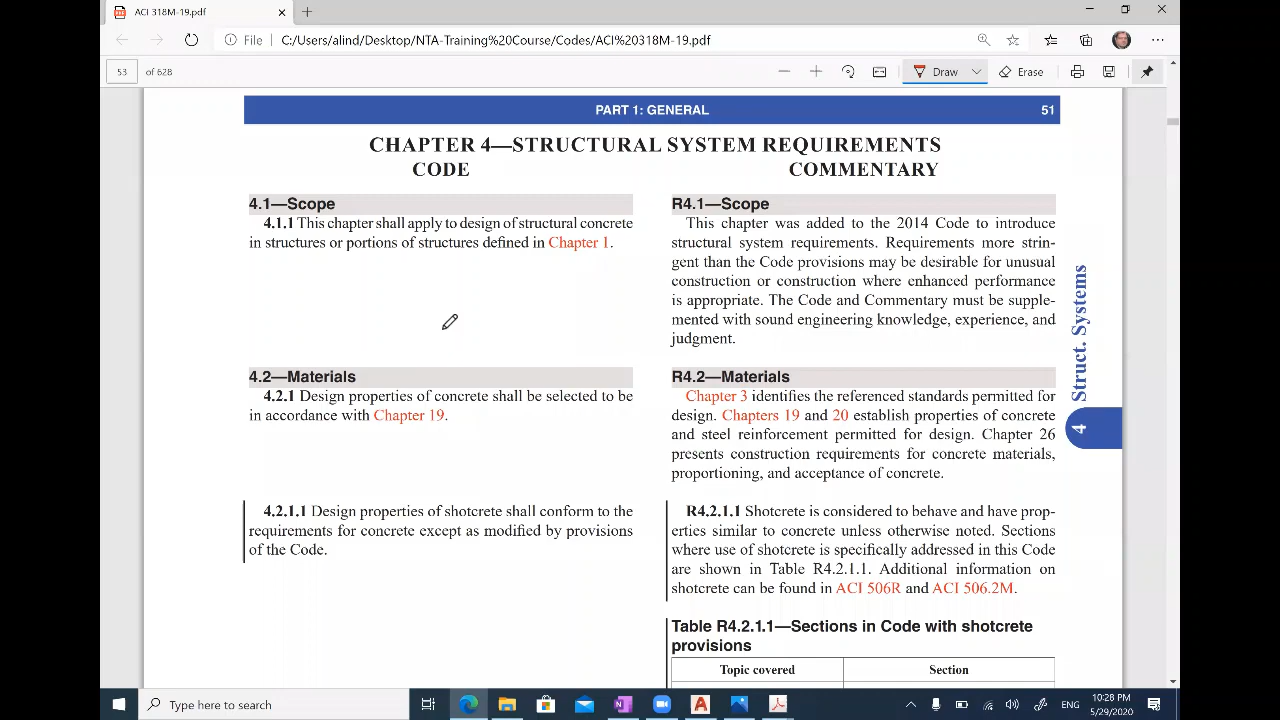 ACI 318M-19.pdf
File C:/Users/alind/Desktop/NTA-Training%20Course/Codes/ACI%20318M-19.pdf
53 of 628 Draw Erase
PART 1: GENERAL 51
CHAPTER 4—STRUCTURAL SYSTEM REQUIREMENTS
CODE
4.1—Scope
4.1.1 This chapter shall apply to design of structural concrete
in structures or portions of structures defined in Chapter 1.
4.2—Materials
4.2.1 Design properties of concrete shall be selected to be
in accordance with Chapter 19.
4.2.1.1 Design properties of shotcrete shall conform to the
requirements for concrete except as modified by provisions
of the Code.
COMMENTARY
R4.1—Scope
This chapter was added to the 2014 Code to introduce
structural system requirements. Requirements more strin-
gent than the Code provisions may be desirable for unusual
construction or construction where enhanced performance
is appropriate. The Code and Commentary must be supple-
mented with sound engineering knowledge, experience, and
judgment.
R4.2—Materials
Chapter 3 identifies the referenced standards permitted for
design. Chapters 19 and 20 establish properties of concrete
and steel reinforcement permitted for design. Chapter 26
presents construction requirements for concrete materials,
proportioning, and acceptance of concrete.
R4.2.1.1 Shotcrete is considered to behave and have prop-
erties similar to concrete unless otherwise noted. Sections
where use of shotcrete is specifically addressed in this Code
are shown in Table R4.2.1.1. Additional information on
shotcrete can be found in ACI 506R and ACI 506.2M.
Table R4.2.1.1—Sections in Code with shotcrete
provisions
Topic covered Section
4 Struct. Systems
Type here to search
10:28 PM
5/29/2020